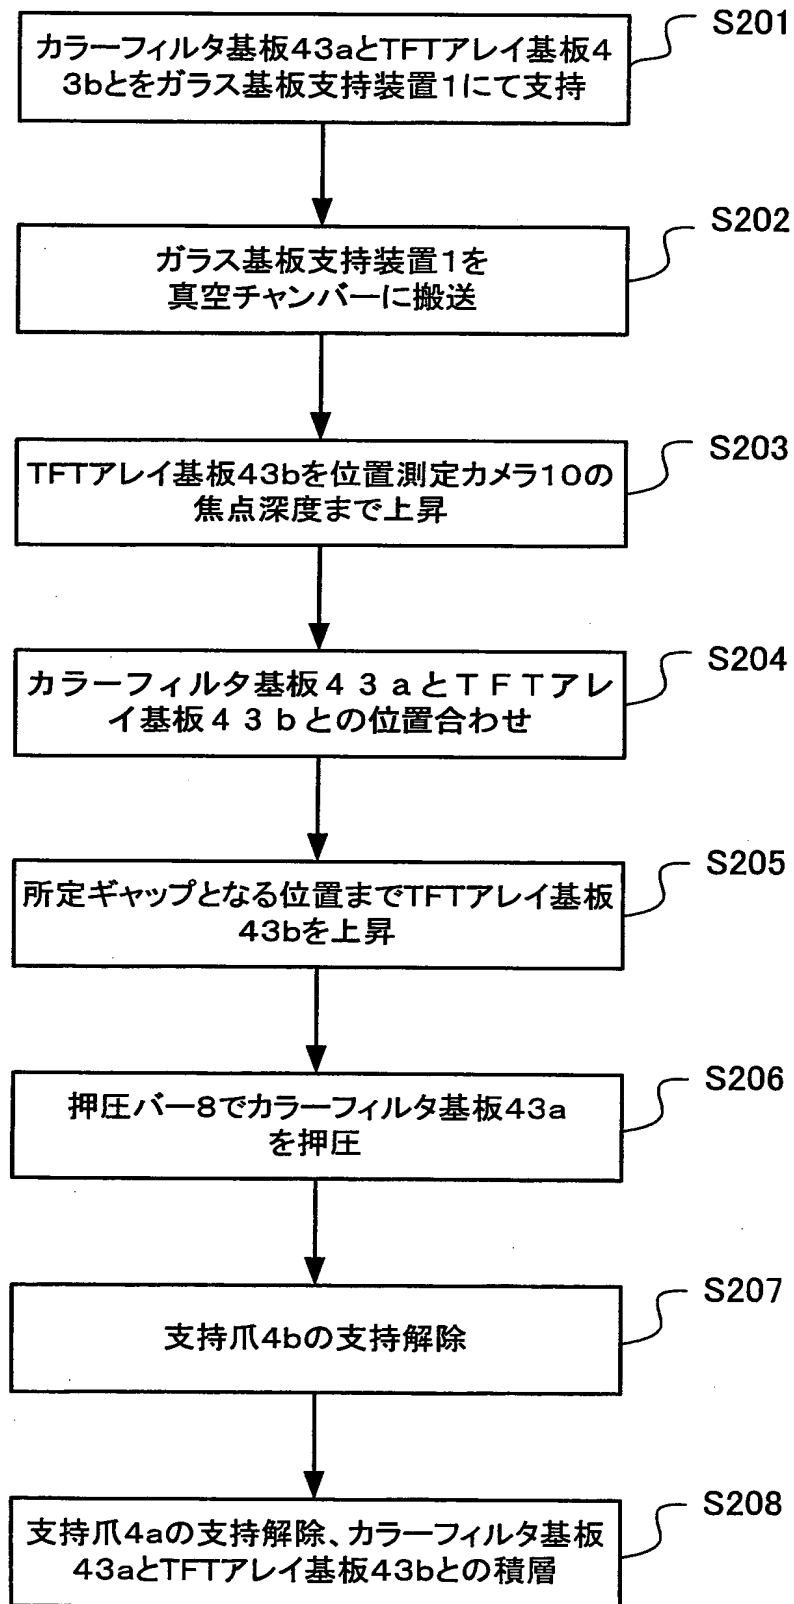 S201
カラーフィルタ基板43aとTFTアレイ基板4
3bとをガラス基板支持装置1にて支持
S202
ガラス基板支持装置1を
真空チャンバーに搬送
S203
TFTアレイ基板43bを位置測定カメラ10の
焦点深度まで上昇
S204
カラーフィルタ基板４３ａとＴＦＴアレ
イ基板４３ｂとの位置合わせ
S205
所定ギャップとなる位置までTFTアレイ基板
43bを上昇
S206
押圧バー8でカラーフィルタ基板43a
を押圧
S207
支持爪4bの支持解除
S208
支持爪4aの支持解除、カラーフィルタ基板
43aとTFTアレイ基板43bとの積層